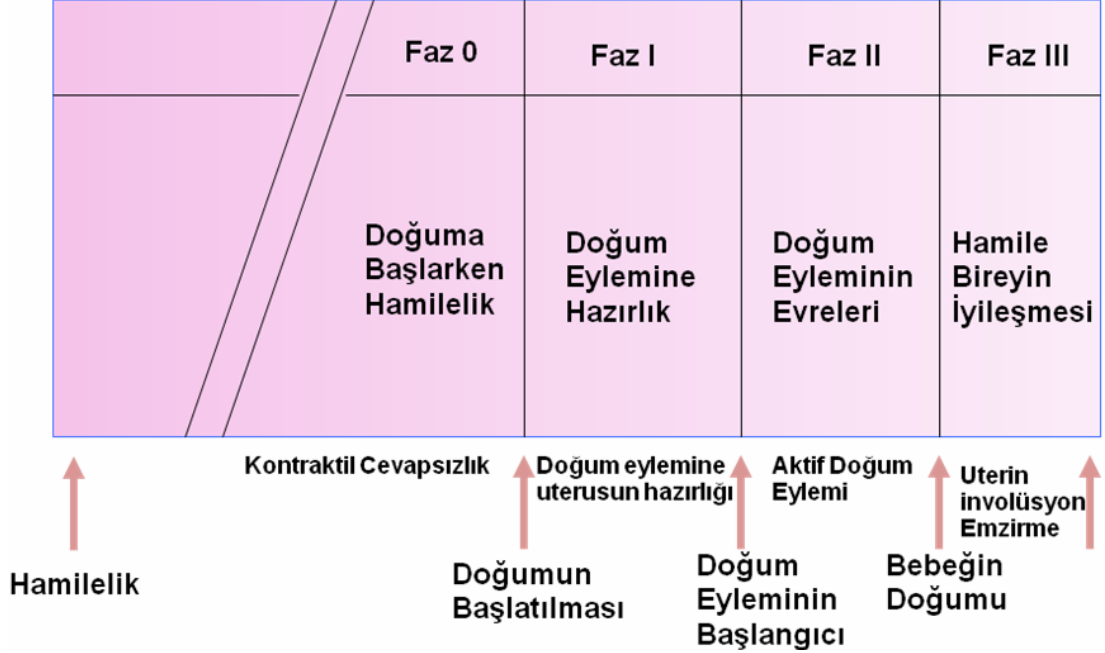 Faz 0
Faz I
Faz II
Faz III
Doğuma
Başlarken
Hamilelik
Doğum
Eylemine
Hazırlık
Doğum
Eyleminin
Evreleri
Hamile
Bireyin
İyileşmesi
Kontraktil Cevapsızlık
Doğum eylemine
uterusun hazırlığı
Aktif Doğum
Eylemi
Uterin
involüsyon
Emzirme
Hamilelik
Doğumun
Başlatılması
Doğum
Eyleminin
Başlangıcı
Bebeğin
Doğumu